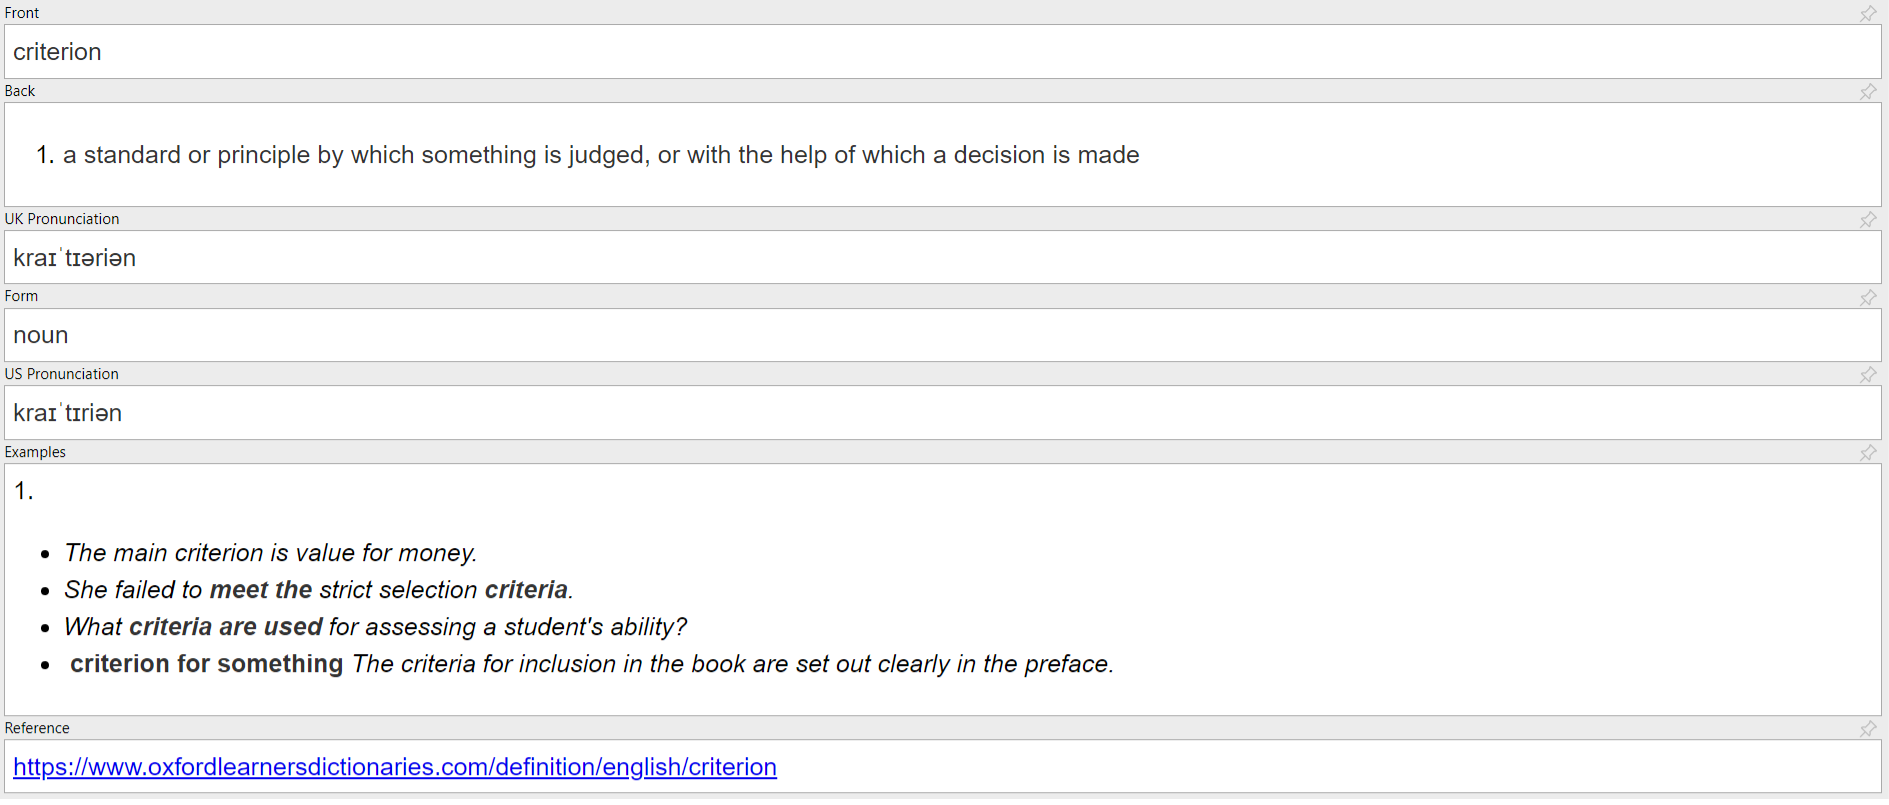 Front
criterion
Back
1. a standard or principle by which something is judged, or with the help of which a decision is made
UK Pronunciation
kraɪˈtɪəriən
Form
noun
US Pronunciation
kraɪˈtɪriən
Examples
1.
• The main criterion is value for money.
• She failed to meet the strict selection criteria.
• What criteria are used for assessing a student's ability?
• criterion for something The criteria for inclusion in the book are set out clearly in the preface.
Reference
https://www.oxfordlearnersdictionaries.com/definition/english/criterion